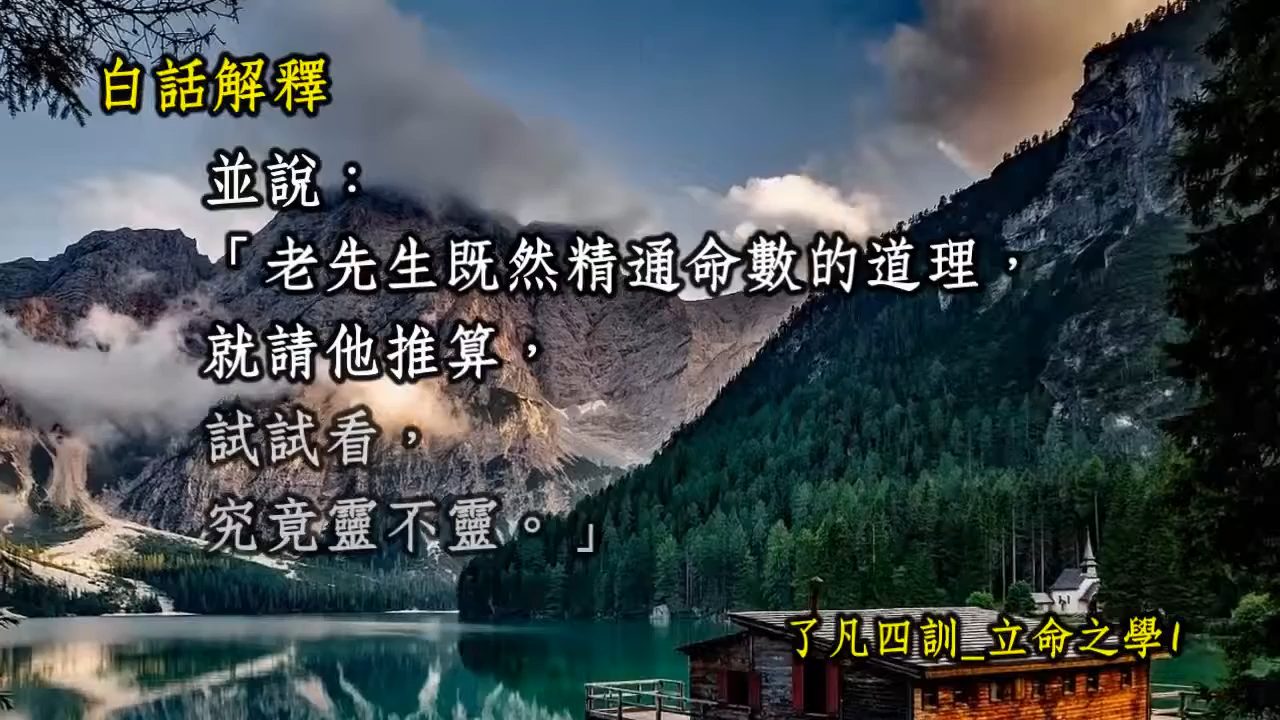 白話解釋
並說：
「老先生既然精通命數的道理，
就請他推算，
試試看，
究竟靈不靈。」
了凡四訓_立命之學1